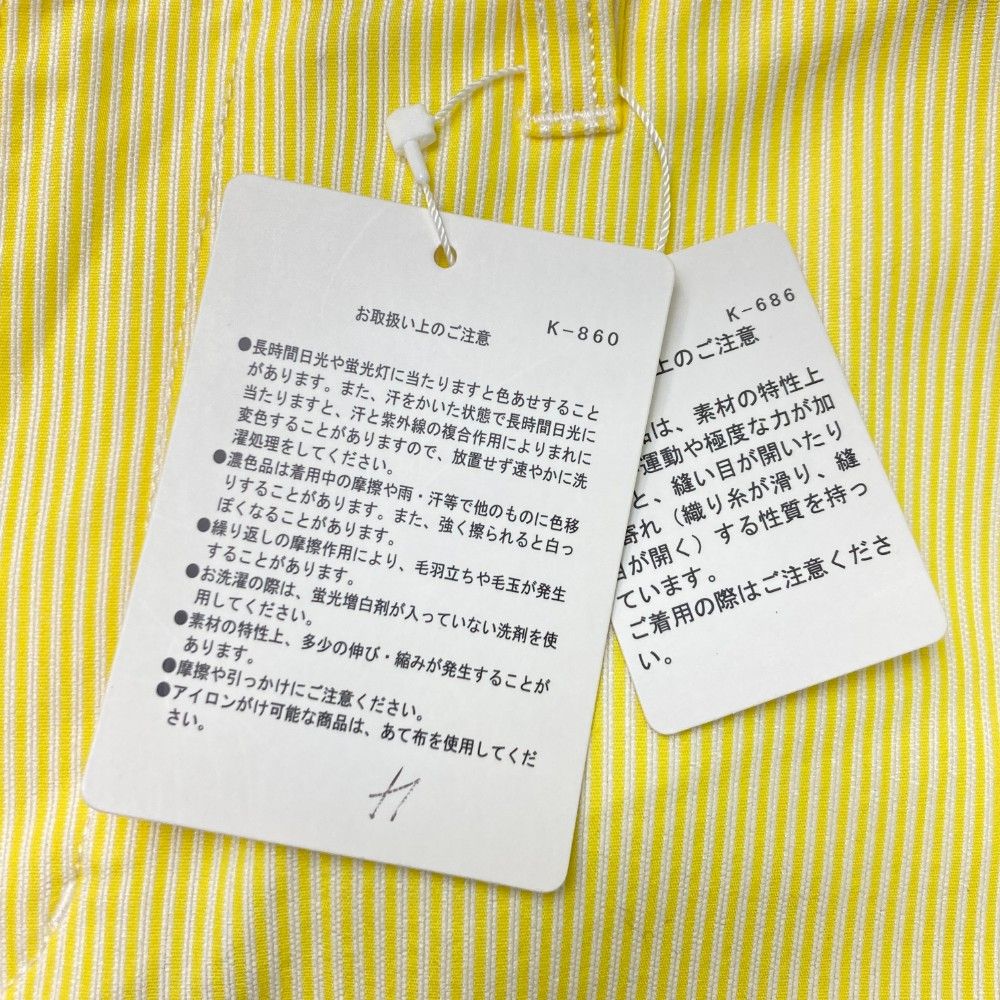 お取扱い上のご注意 K-860
●長時間日光や蛍光灯に当たりますと色あせすること
があります。また、汗をかいた状態で長時間日光に
当たりますと、汗と紫外線の複合作用によりまれに
変色することがありますので、放置せず速やかに洗
濯処理をしてください。
●濃色品は着用中の摩擦や雨・汗等で他のものに色移
りすることがあります。また、強く擦られると白っ
ぽくなることがあります。
●繰り返しの摩擦作用により、毛羽立ちや毛玉が発生
することがあります。
●お洗濯の際は、蛍光増白剤が入っていない洗剤を使
用してください。
●素材の特性上、多少の伸び・縮みが発生することが
あります。
●摩擦や引っかけにご注意ください。
●アイロンがけ可能な商品は、あて布を使用してくだ
さい。
K-686
上のご注意
は、素材の特性上
運動や極度な力が加
と、縫い目が開いたり
寄れ（織り糸が滑り、縫
が開く）する性質を持っ
ています。
ご着用の際はご注意くださ
い。